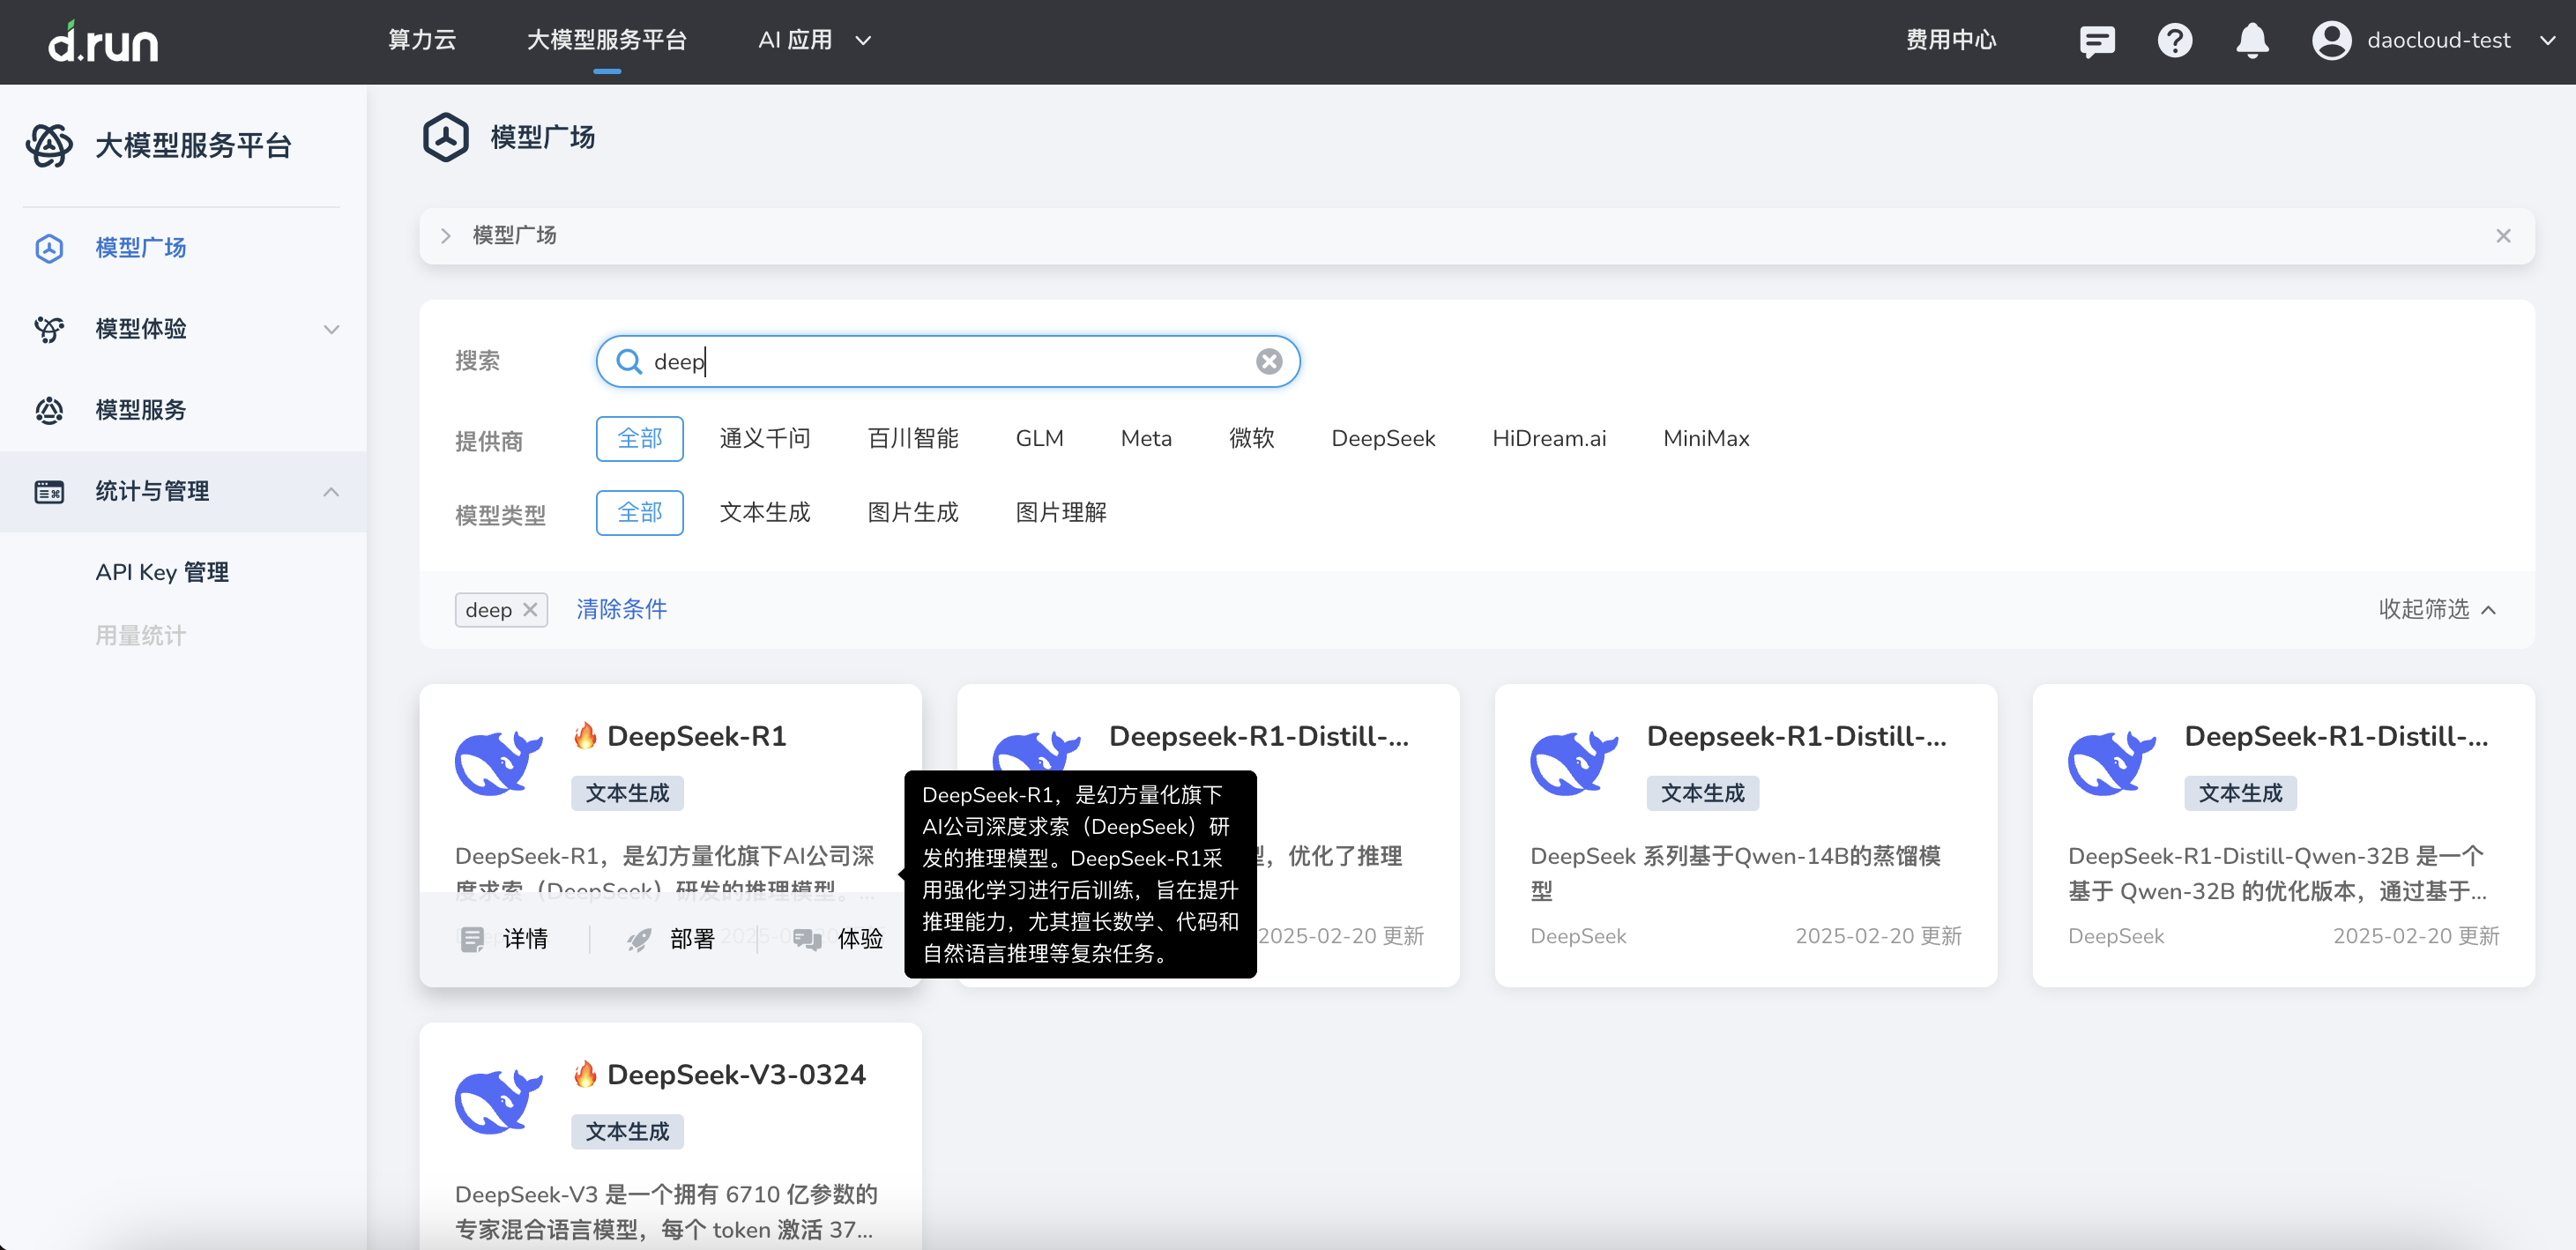 d.run
算力云
大模型服务平台
AI 应用
费用中心
daocloud-test
大模型服务平台
模型广场
模型体验
模型服务
统计与管理
API Key 管理
用量统计
模型广场
模型广场
搜索
deep
提供商
全部 通义千问 百川智能 GLM Meta 微软 DeepSeek HiDream.ai MiniMax
模型类型
全部 文本生成 图片生成 图片理解
deep
清除条件
收起筛选
DeepSeek-R1
文本生成
DeepSeek-R1，是幻方量化旗下AI公司深
度求索（DeepSeek）研发的推理模型。...
详情
部署
体验
DeepSeek-R1，是幻方量化旗下
AI公司深度求索（DeepSeek）研
发的推理模型。DeepSeek-R1采
用强化学习进行后训练，旨在提升
推理能力，尤其擅长数学、代码和
自然语言推理等复杂任务。
Deepseek-R1-Distill-...
，优化了推理
2025-02-20 更新
Deepseek-R1-Distill-...
文本生成
DeepSeek 系列基于Qwen-14B的蒸馏模
型
DeepSeek
2025-02-20 更新
DeepSeek-R1-Distill-...
文本生成
DeepSeek-R1-Distill-Qwen-32B 是一个
基于 Qwen-32B 的优化版本，通过基于...
DeepSeek
2025-02-20 更新
DeepSeek-V3-0324
文本生成
DeepSeek-V3 是一个拥有 6710 亿参数的
专家混合语言模型，每个 token 激活 37...